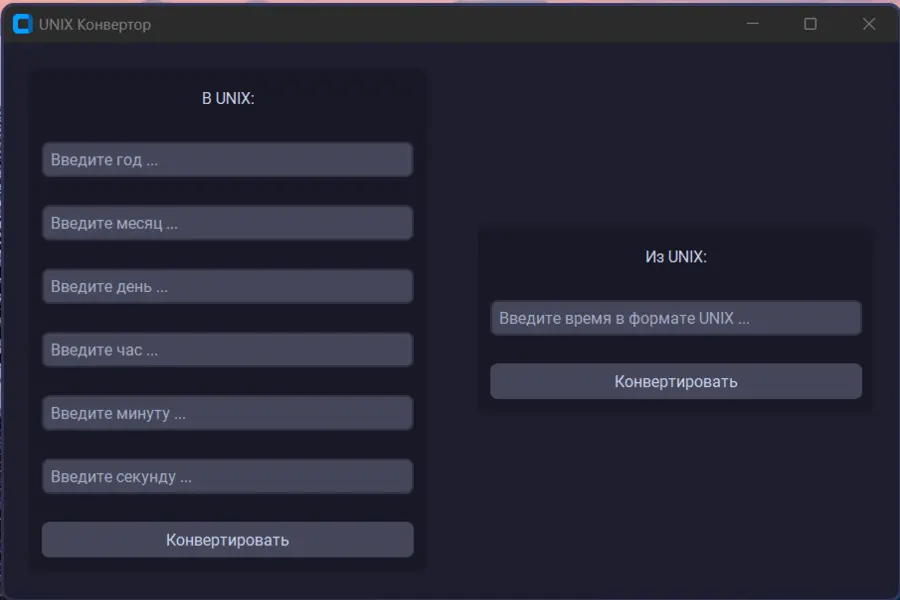 UNIX Конвертор
В UNIX:
Введите год ...
Введите месяц ...
Введите день ...
Введите час ...
Введите минуту ...
Введите секунду ...
Конвертировать
Из UNIX:
Введите время в формате UNIX ...
Конвертировать